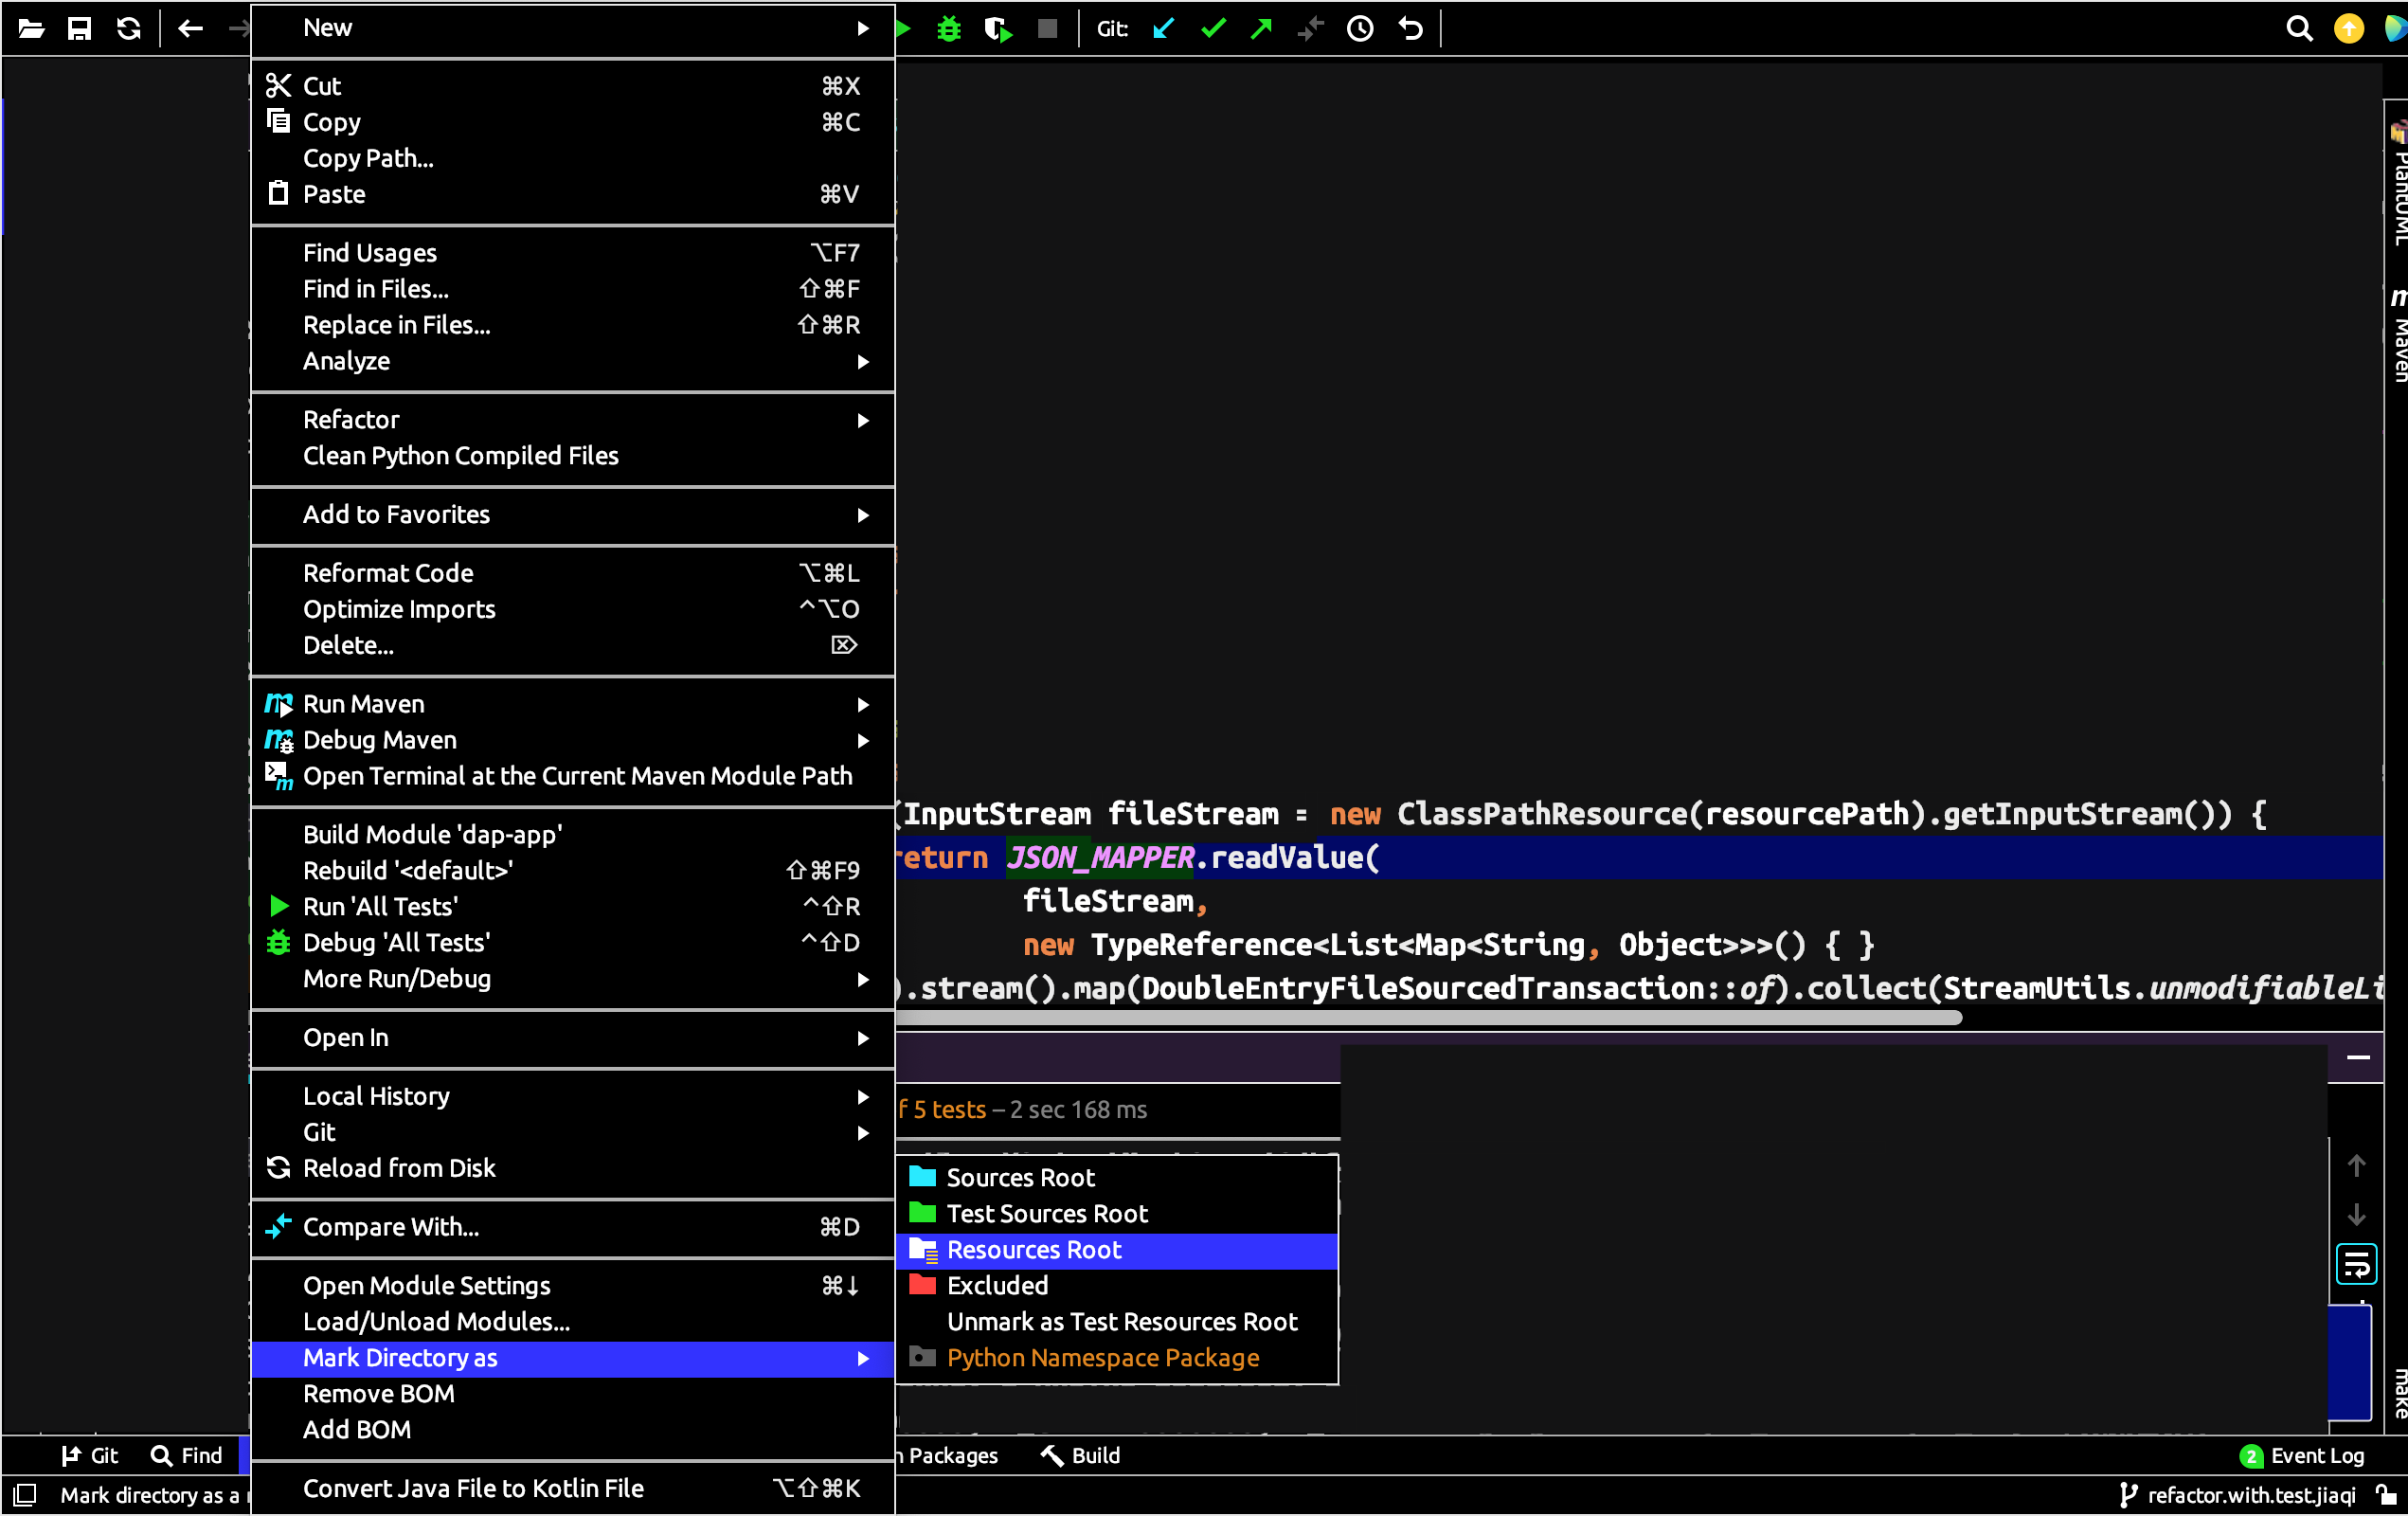 Git:
New
Cut ⌘X
Copy ⌘C
Copy Path...
Paste ⌘V
Find Usages ⌥F7
Find in Files... ⇧⌘F
Replace in Files... ⇧⌘R
Analyze
Refactor
Clean Python Compiled Files
Add to Favorites
Reformat Code ⌥⌘L
Optimize Imports ^⌥O
Delete... ⌦
Run Maven
Debug Maven
Open Terminal at the Current Maven Module Path
Build Module 'dap-app'
Rebuild '<default>' ⇧⌘F9
Run 'All Tests' ^⇧R
Debug 'All Tests' ^⇧D
More Run/Debug
Open In
Local History
Git
Reload from Disk
Compare With... ⌘D
Open Module Settings ⌘↓
Load/Unload Modules...
Mark Directory as
Remove BOM
Add BOM
Convert Java File to Kotlin File ⌥⇧⌘K
(InputStream fileStream = new ClassPathResource(resourcePath).getInputStream()) {
return JSON_MAPPER.readValue(
fileStream,
new TypeReference<List<Map<String, Object>>>() { }
).stream().map(DoubleEntryFileSourcedTransaction::of).collect(StreamUtils.unmodifiableLi
f 5 tests – 2 sec 168 ms
Sources Root
Test Sources Root
Resources Root
Excluded
Unmark as Test Resources Root
Python Namespace Package
PlantUML
m Maven
make
Git
Find
n Packages
Build
2 Event Log
Mark directory as a
refactor.with.test.jiaqi